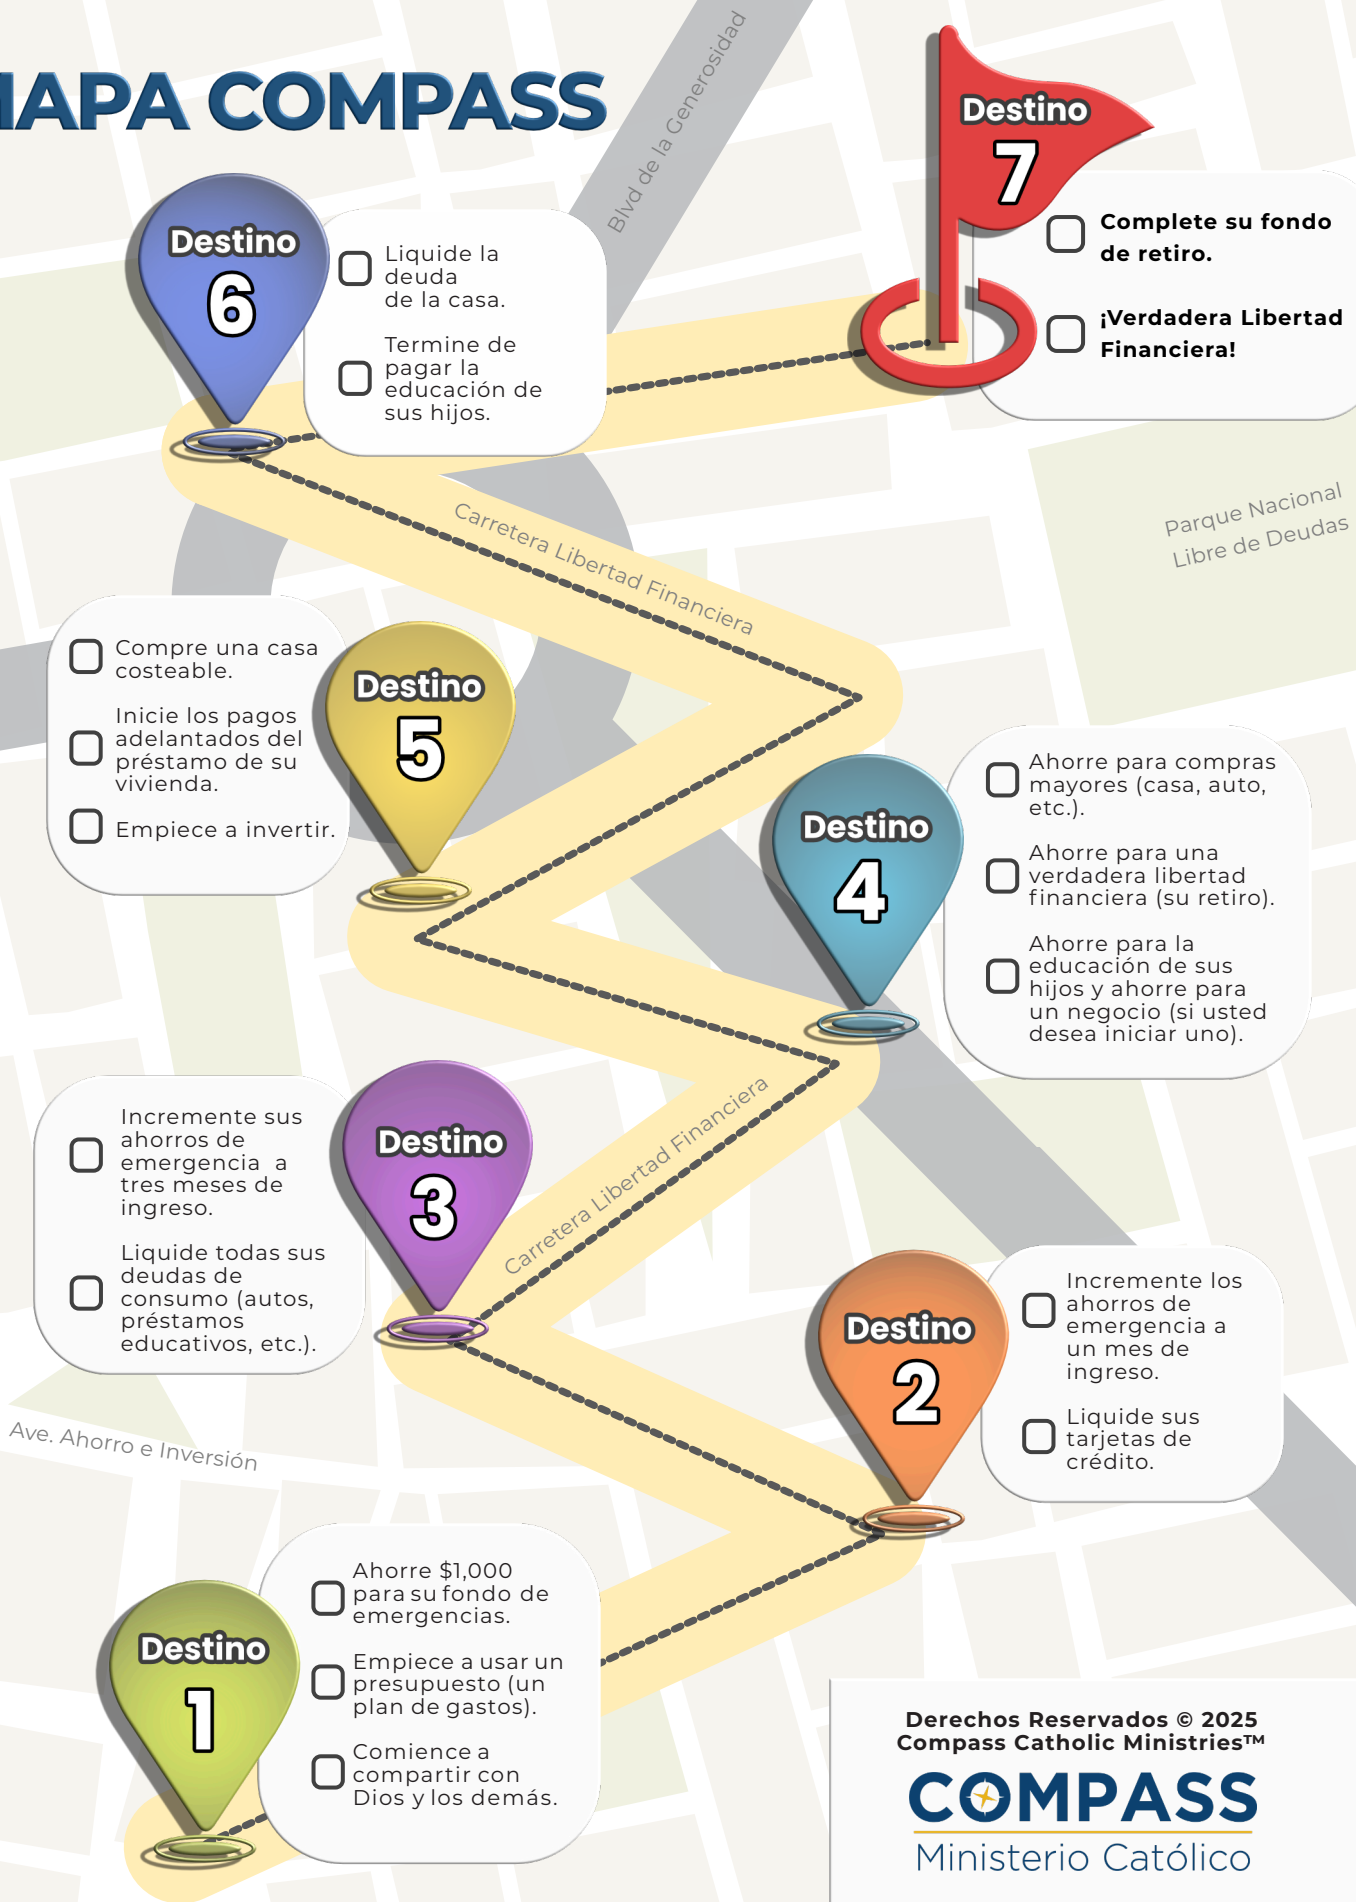 MAPA COMPASS
Blvd de la Generosidad
Destino
7
Complete su fondo
de retiro.
¡Verdadera Libertad
Financiera!
Destino
6
Liquide la
deuda
de la casa.
Termine de
pagar la
educación de
sus hijos.
Carretera Libertad Financiera
Parque Nacional
Libre de Deudas
Compre una casa
costeable.
Inicie los pagos
adelantados del
préstamo de su
vivienda.
Empiece a invertir.
Destino
5
Destino
4
Ahorre para compras
mayores (casa, auto,
etc.).
Ahorre para una
verdadera libertad
financiera (su retiro).
Ahorre para la
educación de sus
hijos y ahorre para
un negocio (si usted
desea iniciar uno).
Incremente sus
ahorros de
emergencia a
tres meses de
ingreso.
Liquide todas sus
deudas de
consumo (autos,
préstamos
educativos, etc.).
Destino
3
Carretera Libertad Financiera
Destino
2
Incremente los
ahorros de
emergencia a
un mes de
ingreso.
Liquide sus
tarjetas de
crédito.
Ave. Ahorro e Inversión
Destino
1
Ahorre $1,000
para su fondo de
emergencias.
Empiece a usar un
presupuesto (un
plan de gastos).
Comience a
compartir con
Dios y los demás.
Derechos Reservados © 2025
Compass Catholic Ministries™
COMPASS
Ministerio Católico